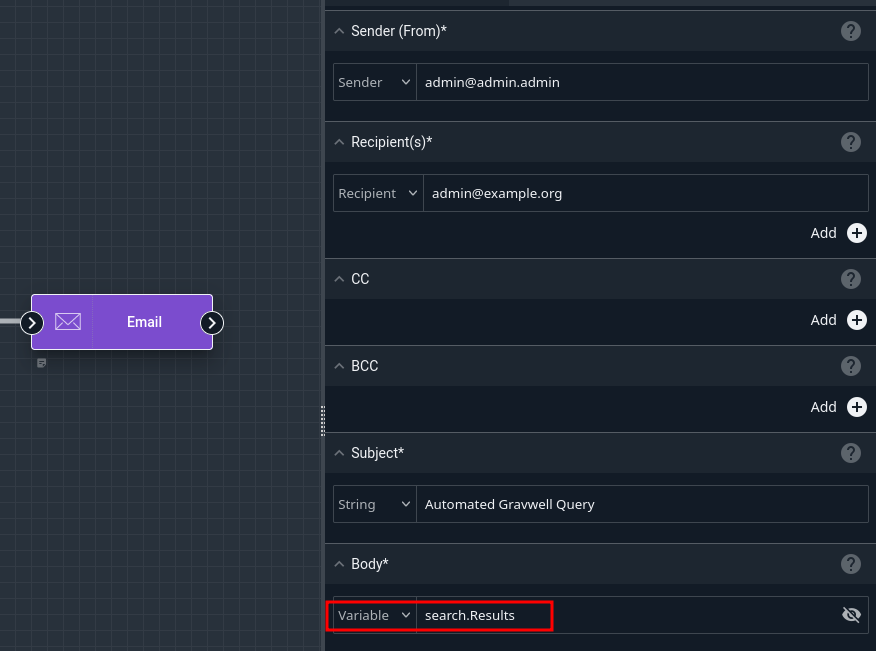 Sender (From)*
Sender admin@admin.admin
Recipient(s)*
Recipient admin@example.org
Add
CC
Add
Email
BCC
Add
Subject*
String Automated Gravwell Query
Body*
Variable search.Results